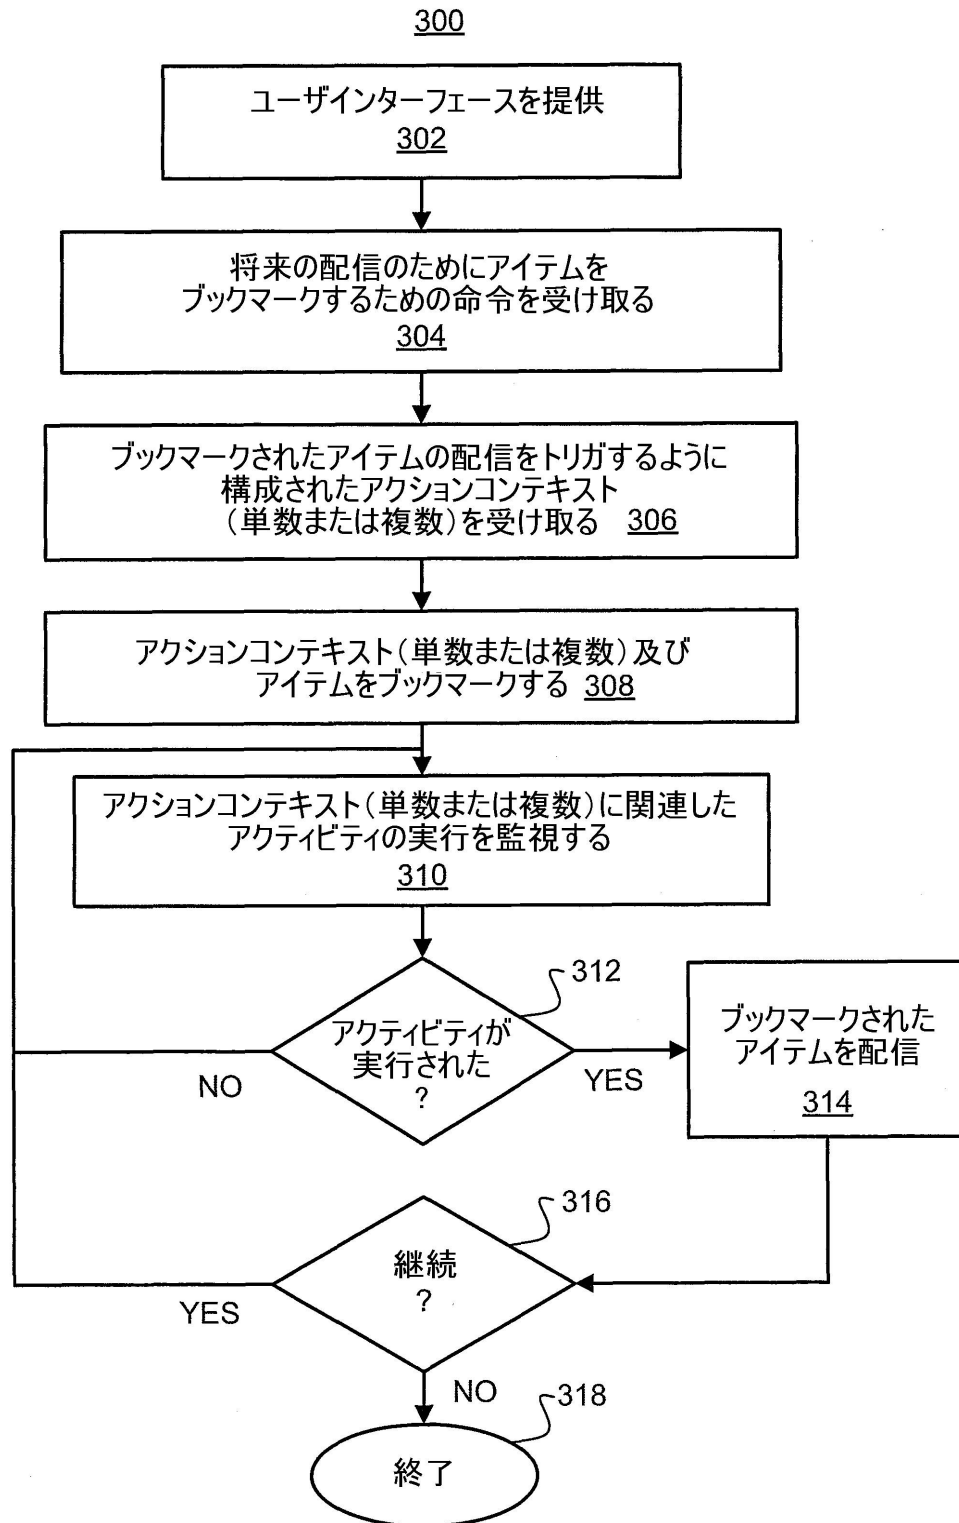 300
ユーザインターフェースを提供
302
将来の配信のためにアイテムを
ブックマークするための命令を受け取る
304
ブックマークされたアイテムの配信をトリガするように
構成されたアクションコンテキスト
(単数または複数)を受け取る 306
アクションコンテキスト(単数または複数)及び
アイテムをブックマークする 308
アクションコンテキスト(単数または複数)に関連した
アクティビティの実行を監視する
310
312
アクティビティが
実行された
?
NO
YES
ブックマークされた
アイテムを配信
314
316
継続
?
YES
NO
318
終了